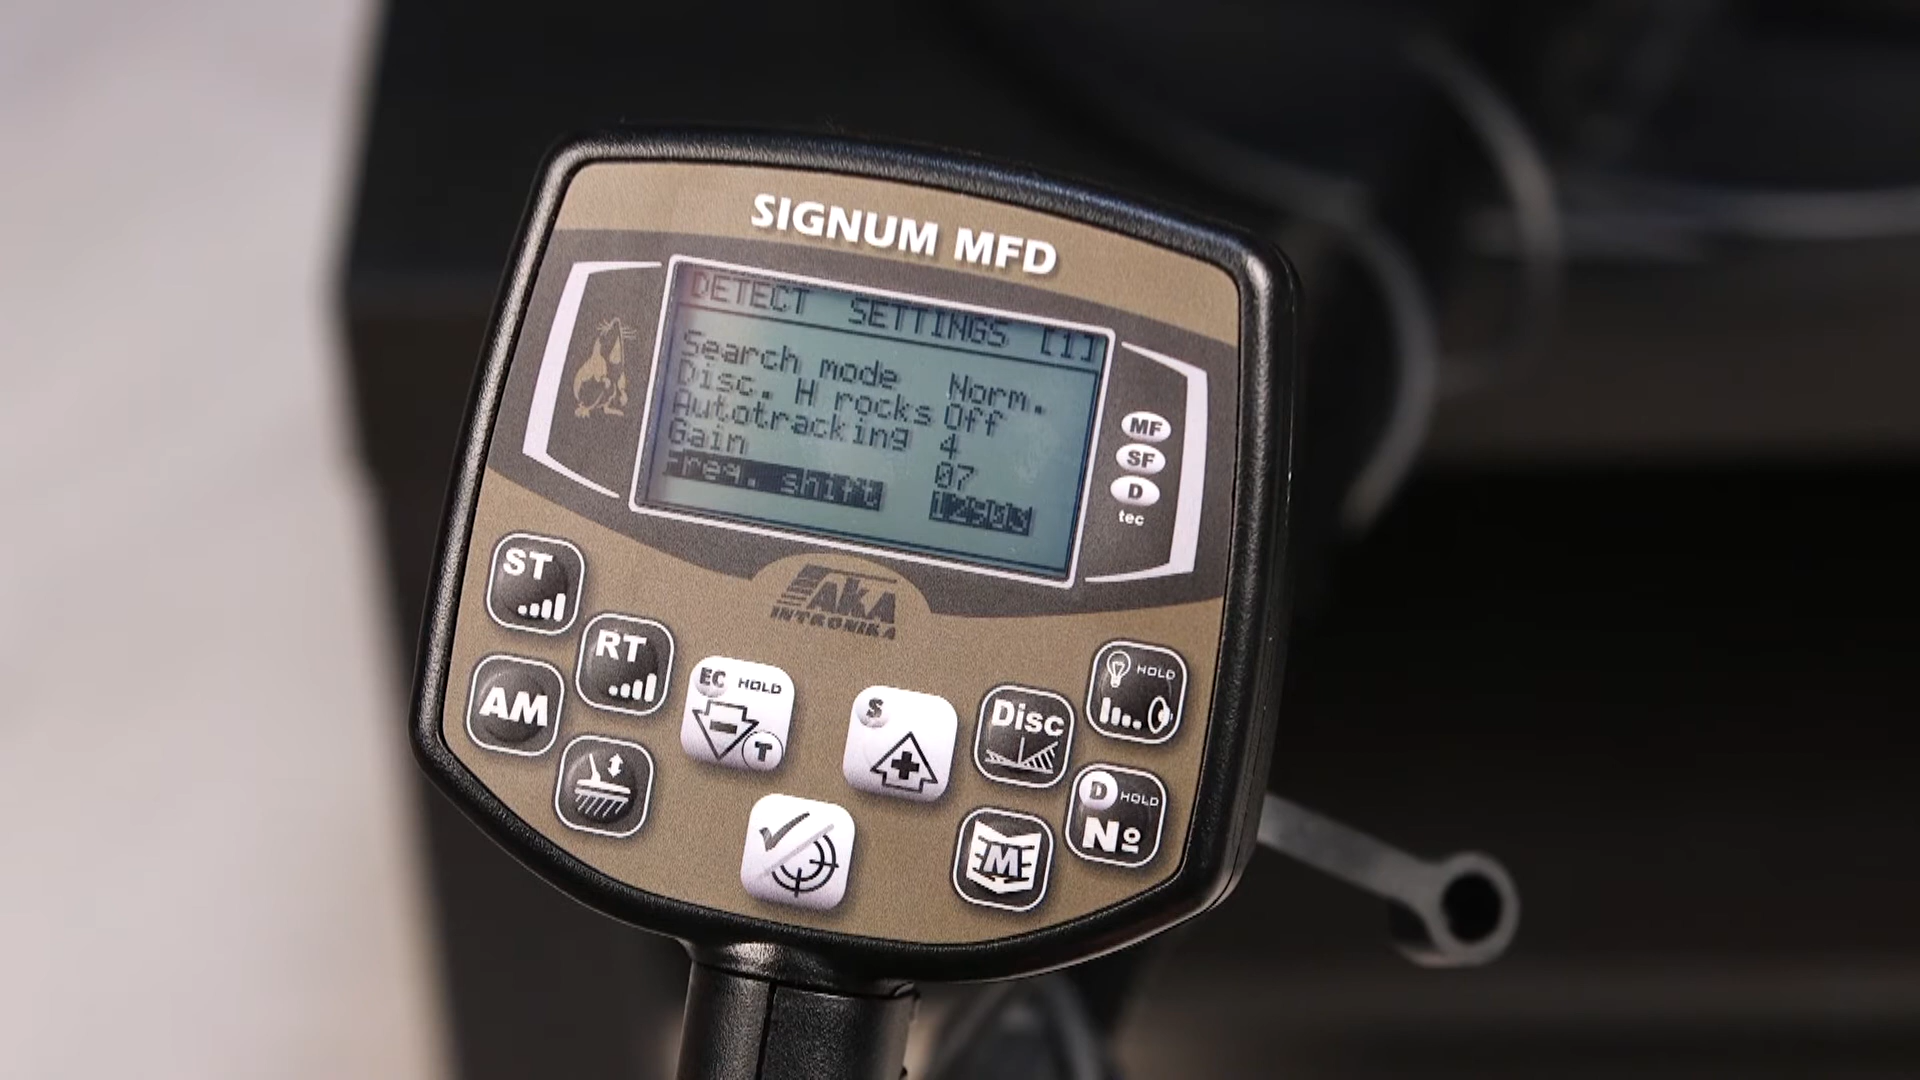 SIGNUM MFD
DETECT SETTINGS [1]
Search mode Norm.
Disc. H rocks Off
Autotracking 4
Gain 07
Freq. shift
MF
SF
D
tec
AKA
INTRONIKA
ST
RT
AM
EC HOLD
T
S
Disc
HOLD
D HOLD
№
M